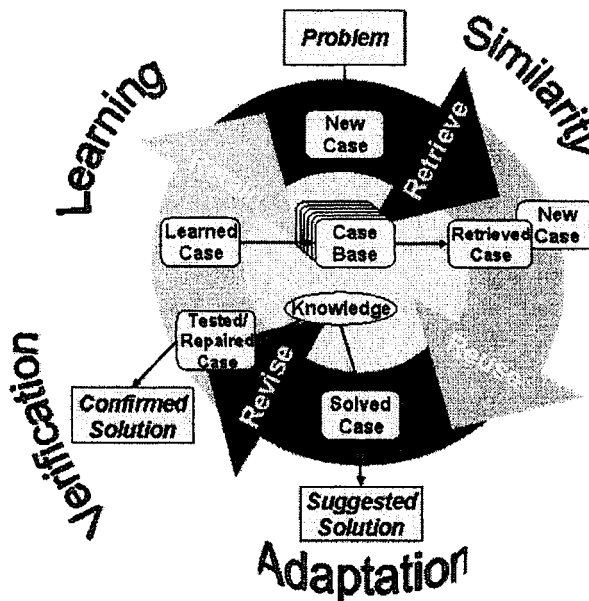 Problem
Similarity
Learning
New
Case
Retrieve
Learned
Case
Case
Base
Retrieved
Case
New
Case
Knowledge
Tested/
Repaired
Case
Reuse
Revise
Solved
Case
Confirmed
Solution
Verification
Suggested
Solution
Adaptation